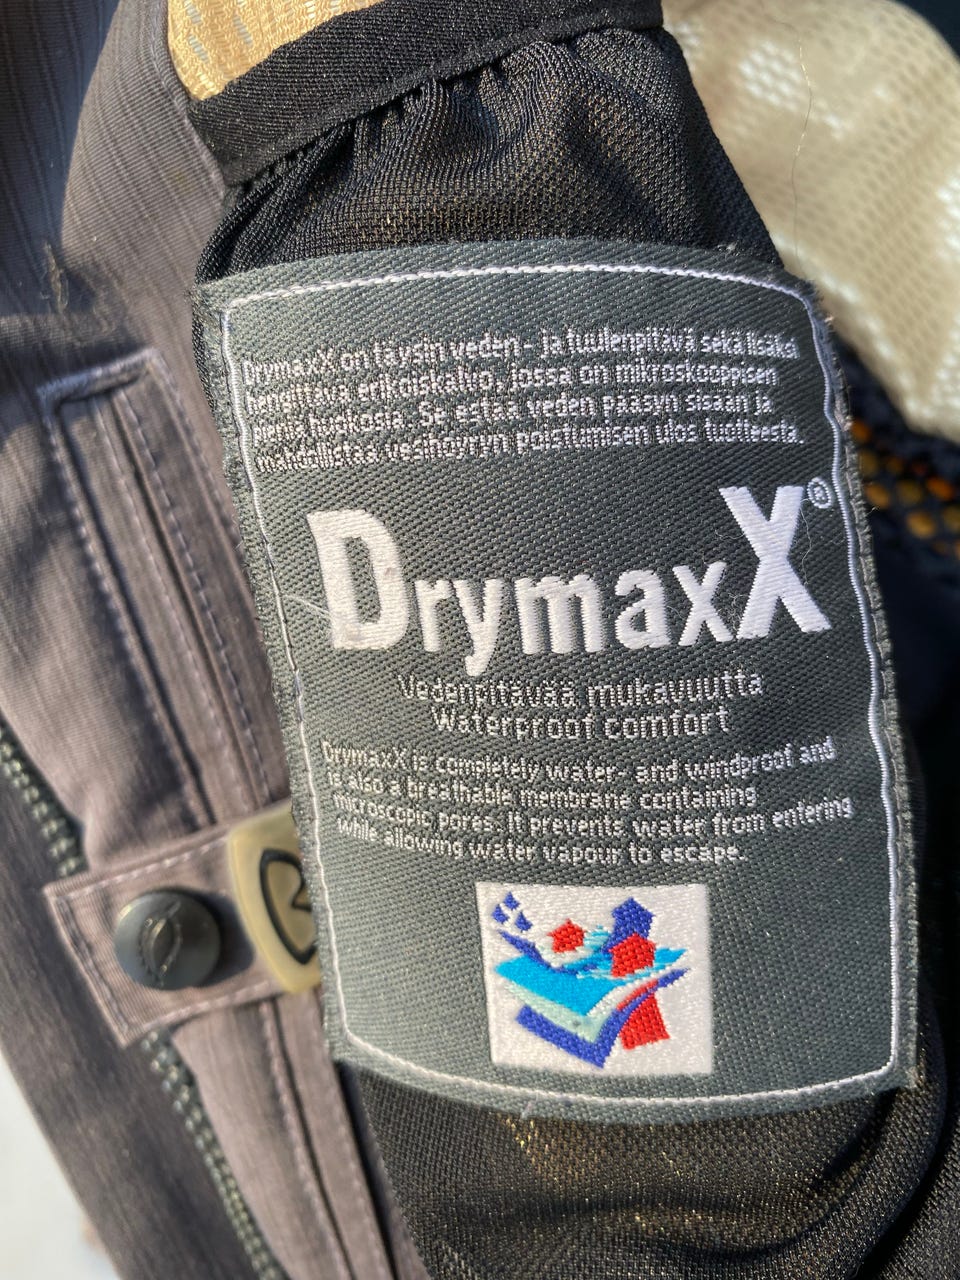 DrymaxX on täysin veden - ja tuulenpitävä sekä lisäksi
hengittävä erikoiskalvo, jossa on mikroskooppisen
pieniä huokosia. Se estää veden pääsyn sisään ja
mahdollistaa vesihöyryn poistumisen ulos tuotteesta.
DrymaxX®
Vedenpitävää mukavuutta
Waterproof comfort
DrymaxX is completely water- and windproof and
is also a breathable membrane containing
microscopic pores. It prevents water from entering
while allowing water vapour to escape.